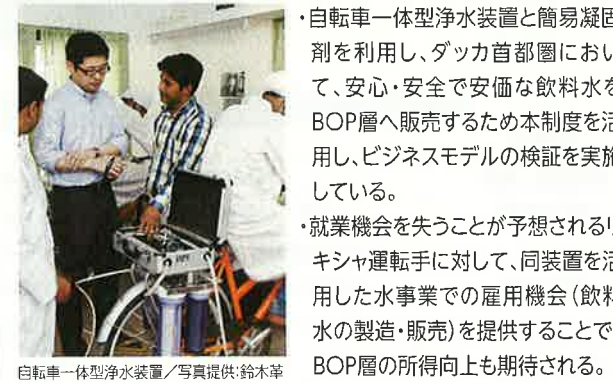 ・自転車一体型浄水装置と簡易凝固
剤を利用し、ダッカ首都圏におい
て、安心・安全で安価な飲料水を
BOP層へ販売するため本制度を活
用し、ビジネスモデルの検証を実施
している。
・就業機会を失うことが予想されるリ
キシャ運転手に対して、同装置を活
用した水事業での雇用機会（飲料
水の製造・販売）を提供することで
BOP層の所得向上も期待される。
自転車一体型浄水装置／写真提供:鈴木革